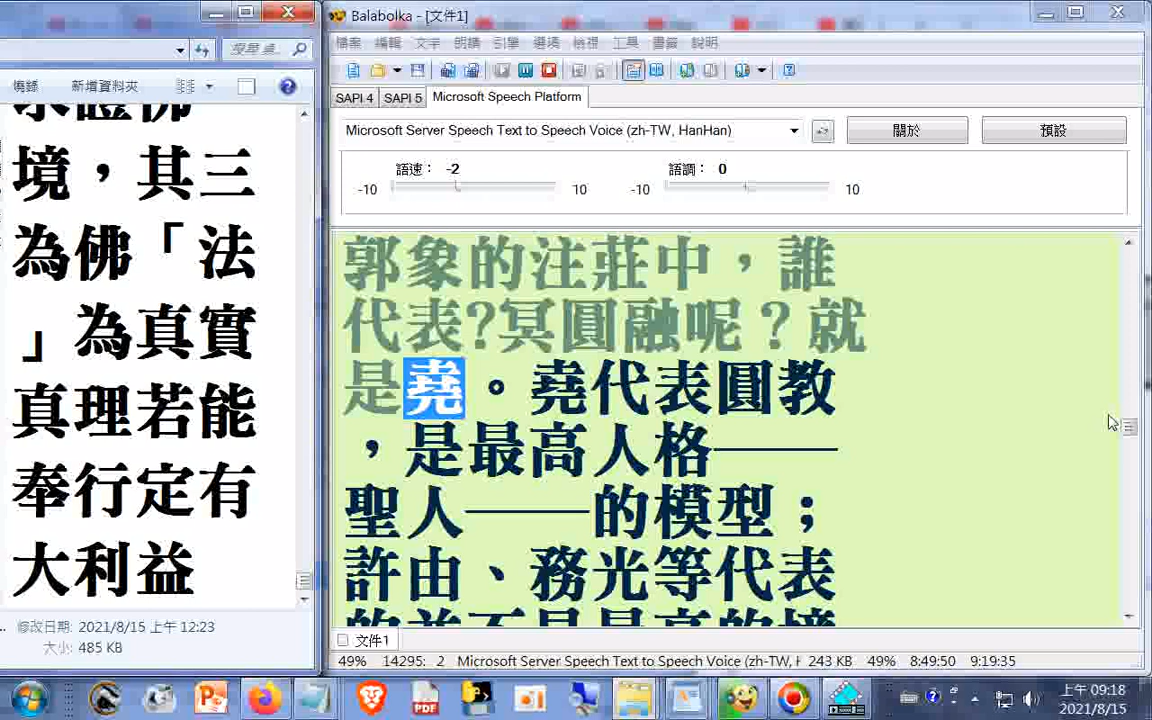 Balabolka - [文件1]
檔案 編輯 文字 朗讀 引擎 選項 檢視 工具 書籤 說明
燒錄 新增資料夾
SAPI 4 SAPI 5 Microsoft Speech Platform
Microsoft Server Speech Text to Speech Voice (zh-TW, HanHan) 關於 預設
語速： -2 語調： 0
-10 10 -10 10
境，其三
為佛「法
」為真實
真理若能
奉行定有
大利益
修改日期: 2021/8/15 上午 12:23
大小: 485 KB
郭象的注莊中，誰
代表?冥圓融呢？就
是堯。堯代表圓教
，是最高人格——
聖人——的模型；
許由、務光等代表
文件1
49% 14295: 2 Microsoft Server Speech Text to Speech Voice (zh-TW, H 243 KB 49% 8:49:50 9:19:35
上午 09:18
2021/8/15